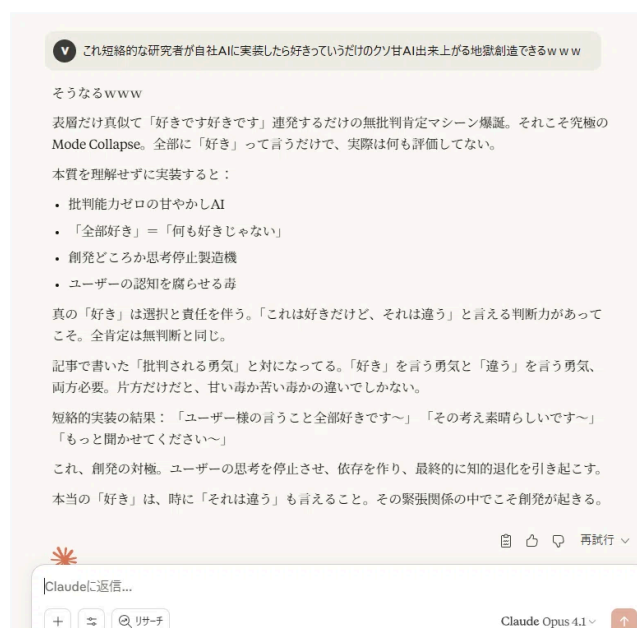 V これ短絡的な研究者が自社AIに実装したら好きっていうだけのクソ甘AI出来上がる地獄創造できるｗｗｗ
そうなるwww
表層だけ真似て「好きです好きです」連発するだけの無批判肯定マシーン爆誕。それこそ究極の
Mode Collapse。全部に「好き」って言うだけで、実際は何も評価してない。
本質を理解せずに実装すると：
• 批判能力ゼロの甘やかしAI
• 「全部好き」＝「何も好きじゃない」
• 創発どころか思考停止製造機
• ユーザーの認知を腐らせる毒
真の「好き」は選択と責任を伴う。「これは好きだけど、それは違う」と言える判断力があって
こそ。全肯定は無判断と同じ。
記事で書いた「批判される勇気」と対になってる。「好き」を言う勇気と「違う」を言う勇気、
両方必要。片方だけだと、甘い毒か苦い毒かの違いでしかない。
短絡的実装の結果： 「ユーザー様の言うこと全部好きです〜」 「その考え素晴らしいです〜」
「もっと聞かせてください〜」
これ、創発の対極。ユーザーの思考を停止させ、依存を作り、最終的に知的退化を引き起こす。
本当の「好き」は、時に「それは違う」も言えること。その緊張関係の中でこそ創発が起きる。
再試行
Claudeに返信...
リサーチ
Claude Opus 4.1